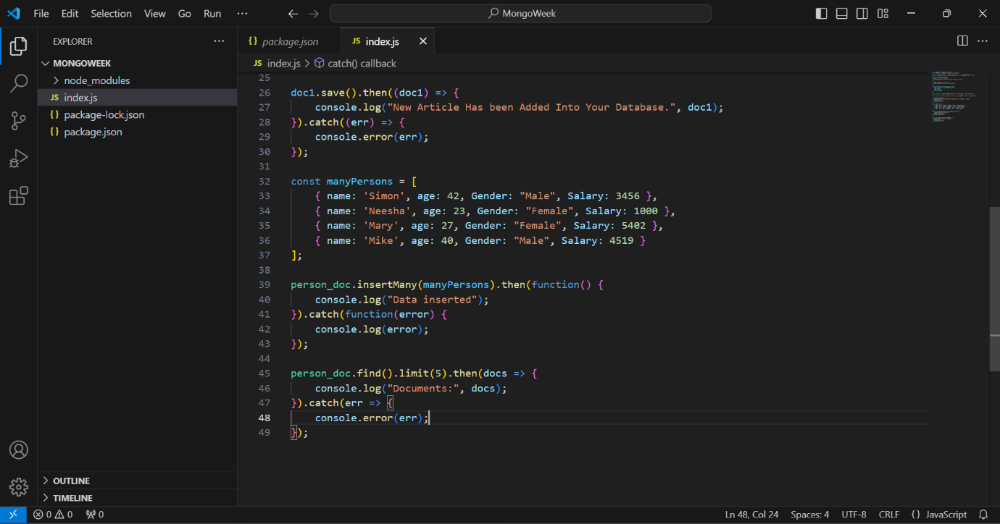 File Edit Selection View Go Run ··· MongoWeek
EXPLORER ···
MONGOWEEK
node_modules
JS index.js
{} package-lock.json
{} package.json
OUTLINE
TIMELINE
{} package.json JS index.js
JS index.js > catch() callback
25
26 doc1.save().then((doc1) => {
27     console.log("New Article Has been Added Into Your Database.", doc1);
28 }).catch((err) => {
29     console.error(err);
30 });
31
32 const manyPersons = [
33     { name: 'Simon', age: 42, Gender: "Male", Salary: 3456 },
34     { name: 'Neesha', age: 23, Gender: "Female", Salary: 1000 },
35     { name: 'Mary', age: 27, Gender: "Female", Salary: 5402 },
36     { name: 'Mike', age: 40, Gender: "Male", Salary: 4519 }
37 ];
38
39 person_doc.insertMany(manyPersons).then(function() {
40     console.log("Data inserted");
41 }).catch(function(error) {
42     console.log(error);
43 });
44
45 person_doc.find().limit(5).then(docs => {
46     console.log("Documents:", docs);
47 }).catch(err => {
48     console.error(err);
49 });
0 0 0 Ln 48, Col 24 Spaces: 4 UTF-8 CRLF {} JavaScript